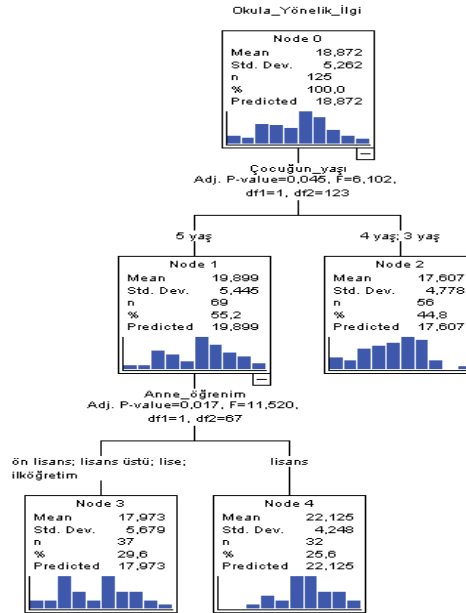 Okula_Yönelik_İlgi
Node 0
Mean 18,872
Std. Dev. 5,262
n 125
% 100,0
Predicted 18,872
Çocuğun_yaşı
Adj. P-value=0,045, F=6,102,
df1=1, df2=123
5 yaş
4 yaş; 3 yaş
Node 1
Mean 19,899
Std. Dev. 5,445
n 69
% 55,2
Predicted 19,899
Node 2
Mean 17,607
Std. Dev. 4,778
n 56
% 44,8
Predicted 17,607
Anne_öğrenim
Adj. P-value=0,017, F=11,520,
df1=1, df2=67
ön lisans; lisans üstü; lise;
ilköğretim
lisans
Node 3
Mean 17,973
Std. Dev. 5,679
n 37
% 29,6
Predicted 17,973
Node 4
Mean 22,125
Std. Dev. 4,248
n 32
% 25,6
Predicted 22,125